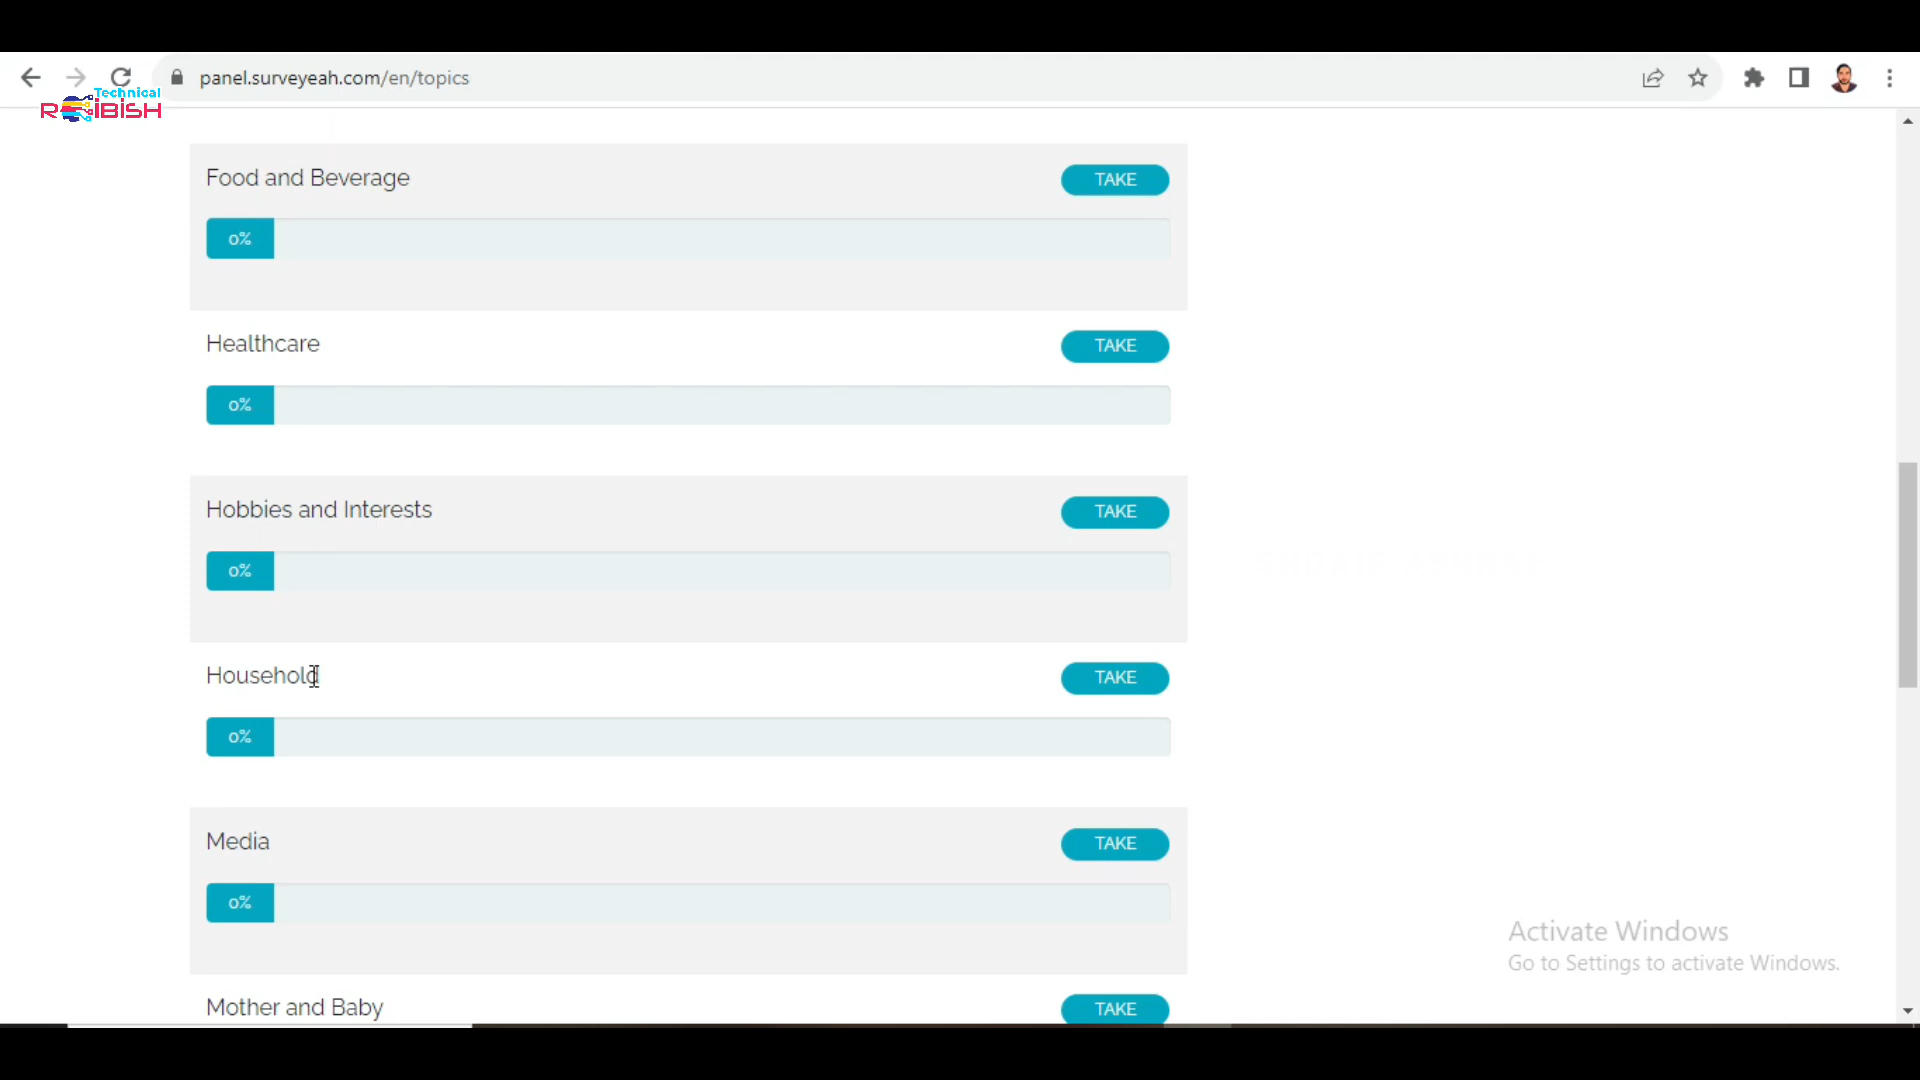 panel.surveyeah.com/en/topics
Technical
Food and Beverage
TAKE
0%
Healthcare
TAKE
0%
Hobbies and Interests
TAKE
0%
Household
TAKE
0%
Media
TAKE
0%
Activate Windows
Go to Settings to activate Windows.
Mother and Baby
TAKE